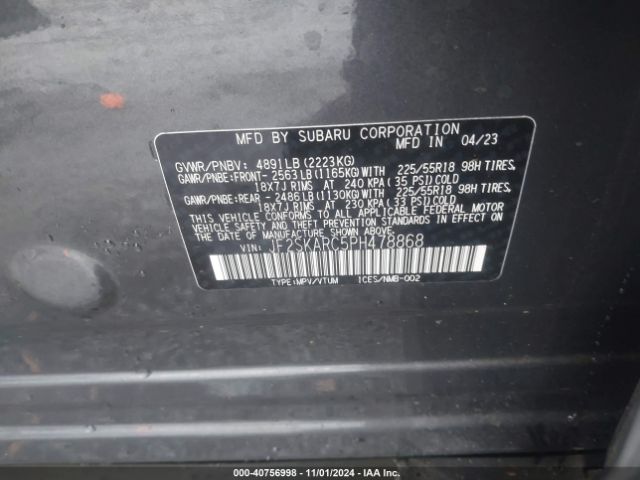 MFD BY SUBARU CORPORATION
MFD IN 04/23
GVWR/PNBV: 4891LB (2223KG)
GAWR/PNBE:FRONT- 2563LB (1165KG)WITH 225/55R18 98H TIRES,
18X7J RIMS AT 240 KPA (35 PSI)COLD
GAWR/PNBE:REAR - 2486LB (1130KG)WITH 225/55R18 98H TIRES,
18X7J RIMS AT 230 KPA (33 PSI)COLD
THIS VEHICLE CONFORMS TO ALL APPLICABLE FEDERAL MOTOR
VEHICLE SAFETY AND THEFT PREVENTION STANDARDS IN EFFECT ON THE
DATE OF MANUFACTURE SHOWN ABOVE.
VIN: JF2SKARC5PH478868
TYPE:MPV/VTUM ICES/NMB-002
000-40756998 - 11/01/2024 - IAA Inc.